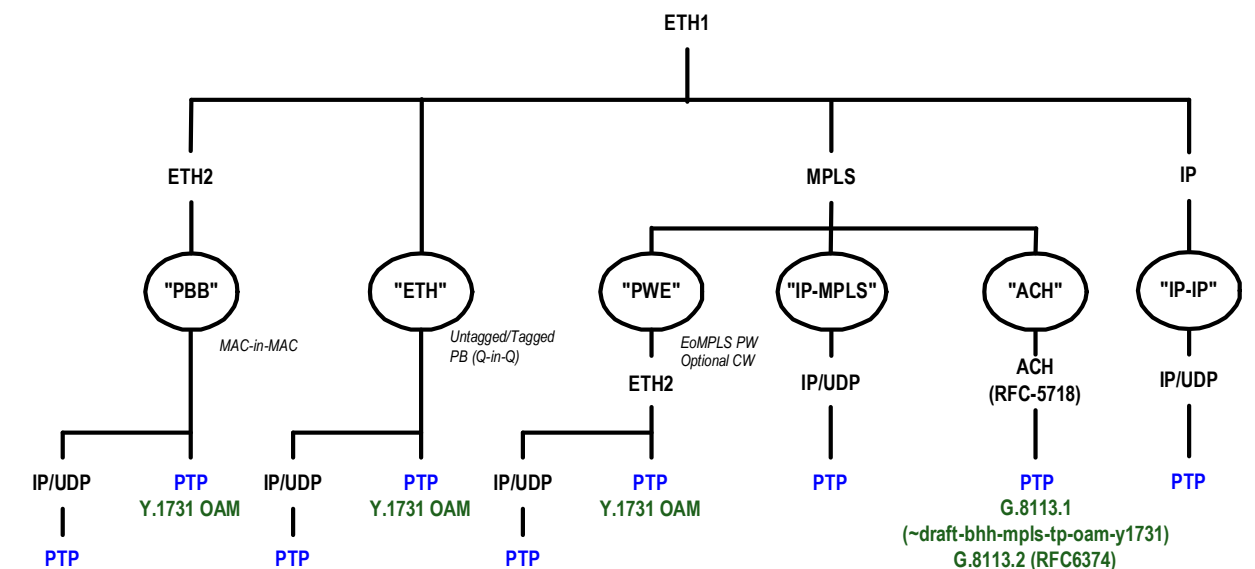 ETH1
ETH2
MPLS
IP
"PBB"
"ETH"
"PWE"
"IP-MPLS"
"ACH"
"IP-IP"
MAC-in-MAC
Untagged/Tagged
PB (Q-in-Q)
EoMPLS PW
Optional CW
ETH2
IP/UDP
ACH
(RFC-5718)
IP/UDP
IP/UDP
PTP
Y.1731 OAM
IP/UDP
PTP
Y.1731 OAM
IP/UDP
PTP
Y.1731 OAM
PTP
PTP
G.8113.1
(~draft-bhh-mpls-tp-oam-y1731)
G.8113.2 (RFC6374)
PTP
PTP
PTP
PTP